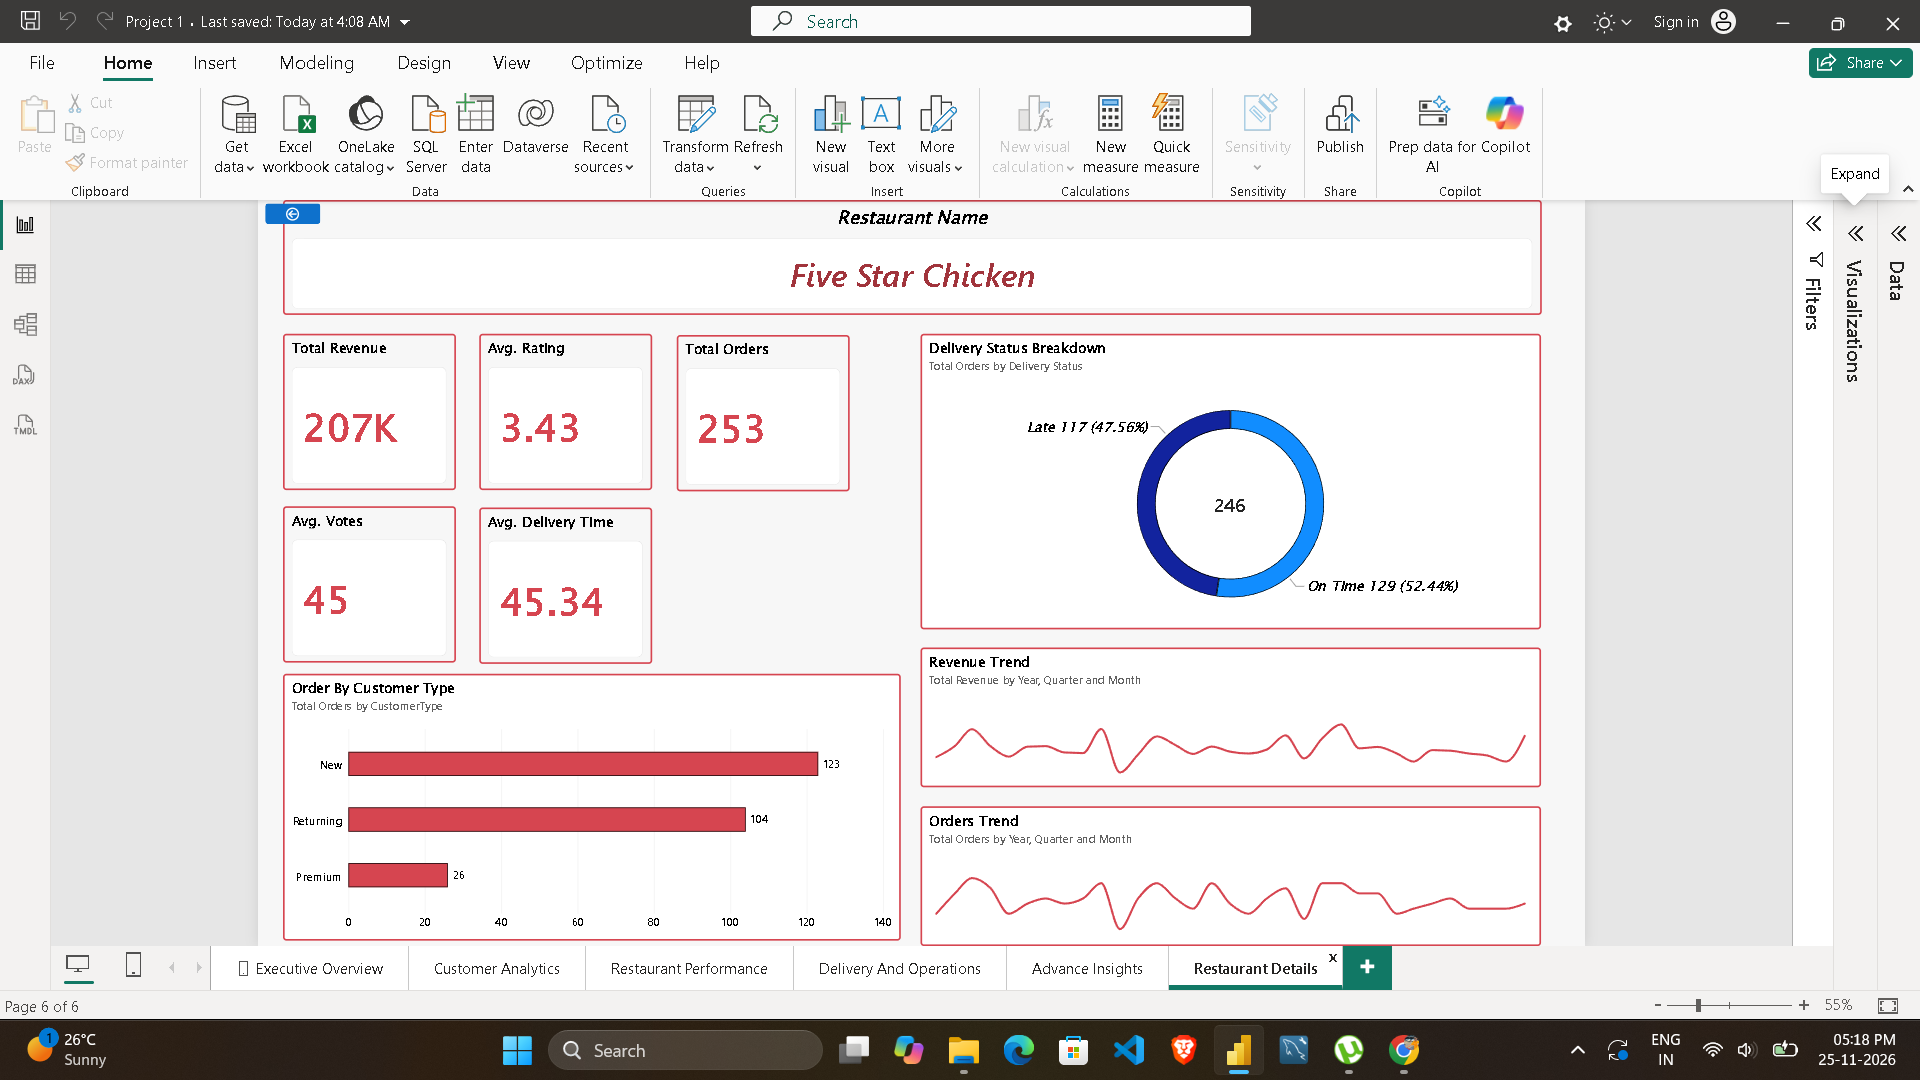 Project 1 • Last saved: Today at 4:08 AM
Search
Sign in
File Home Insert Modeling Design View Optimize Help
Share
Paste
Cut
Copy
Format painter
Clipboard
Get data
Excel workbook
OneLake catalog
SQL Server
Enter data
Dataverse
Recent sources
Data
Transform data
Refresh
Queries
New visual
Text box
More visuals
Insert
New visual calculation
New measure
Quick measure
Calculations
Sensitivity
Sensitivity
Publish
Share
Prep data for AI
Copilot
Copilot
Expand
DAX
TMDL
Restaurant Name
Five Star Chicken
Total Revenue
207K
Avg. Rating
3.43
Total Orders
253
Avg. Votes
45
Avg. Delivery Time
45.34
Order By Customer Type
Total Orders by CustomerType
New 123
Returning 104
Premium 26
0 20 40 60 80 100 120 140
Delivery Status Breakdown
Total Orders by Delivery Status
Late 117 (47.56%)
246
On Time 129 (52.44%)
Revenue Trend
Total Revenue by Year, Quarter and Month
Orders Trend
Total Orders by Year, Quarter and Month
Filters
Visualizations
Data
Executive Overview
Customer Analytics
Restaurant Performance
Delivery And Operations
Advance Insights
Restaurant Details
x
Page 6 of 6
- + 55%
1
26°C
Sunny
Search
ENG
IN
05:18 PM
25-11-2026